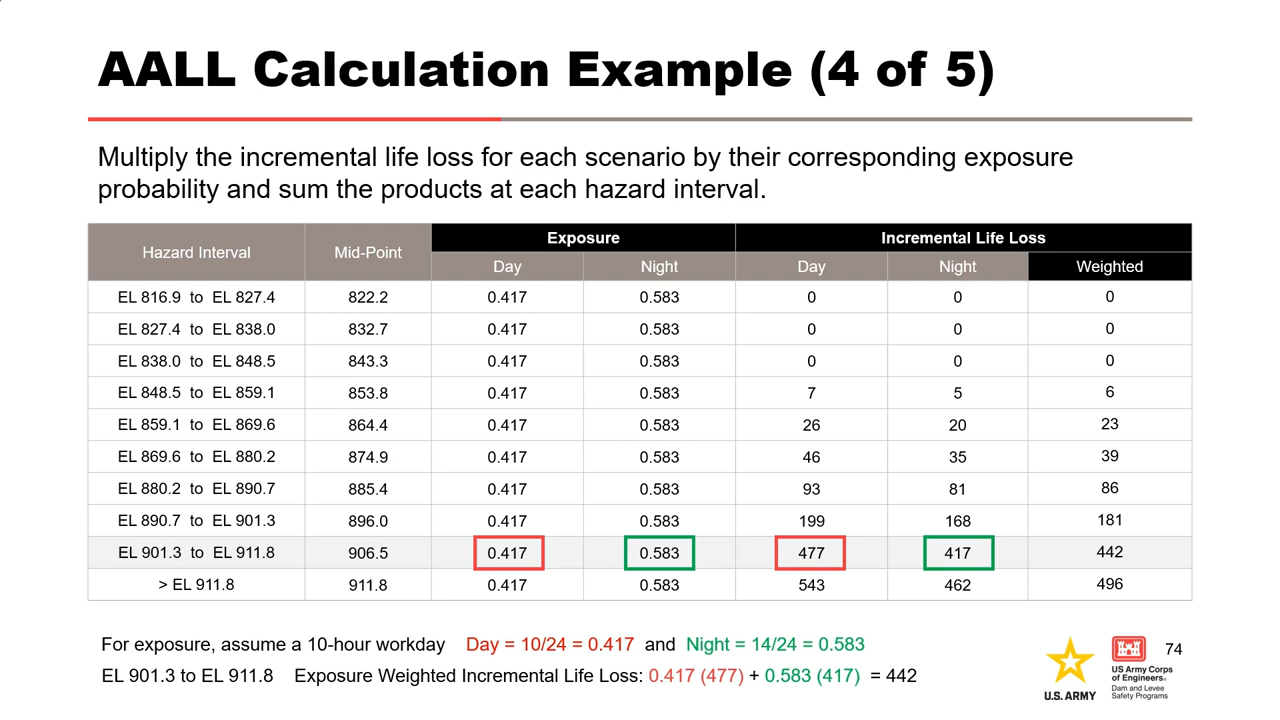 AALL Calculation Example (4 of 5)
Multiply the incremental life loss for each scenario by their corresponding exposure
probability and sum the products at each hazard interval.
Hazard Interval Mid-Point Exposure Incremental Life Loss
Day Night Day Night Weighted
EL 816.9 to EL 827.4 822.2 0.417 0.583 0 0 0
EL 827.4 to EL 838.0 832.7 0.417 0.583 0 0 0
EL 838.0 to EL 848.5 843.3 0.417 0.583 0 0 0
EL 848.5 to EL 859.1 853.8 0.417 0.583 7 5 6
EL 859.1 to EL 869.6 864.4 0.417 0.583 26 20 23
EL 869.6 to EL 880.2 874.9 0.417 0.583 46 35 39
EL 880.2 to EL 890.7 885.4 0.417 0.583 93 81 86
EL 890.7 to EL 901.3 896.0 0.417 0.583 199 168 181
EL 901.3 to EL 911.8 906.5 0.417 0.583 477 417 442
> EL 911.8 911.8 0.417 0.583 543 462 496
For exposure, assume a 10-hour workday Day = 10/24 = 0.417 and Night = 14/24 = 0.583
EL 901.3 to EL 911.8 Exposure Weighted Incremental Life Loss: 0.417 (477) + 0.583 (417) = 442
U.S. ARMY
US Army Corps
of Engineers®
Dam and Levee
Safety Programs
74